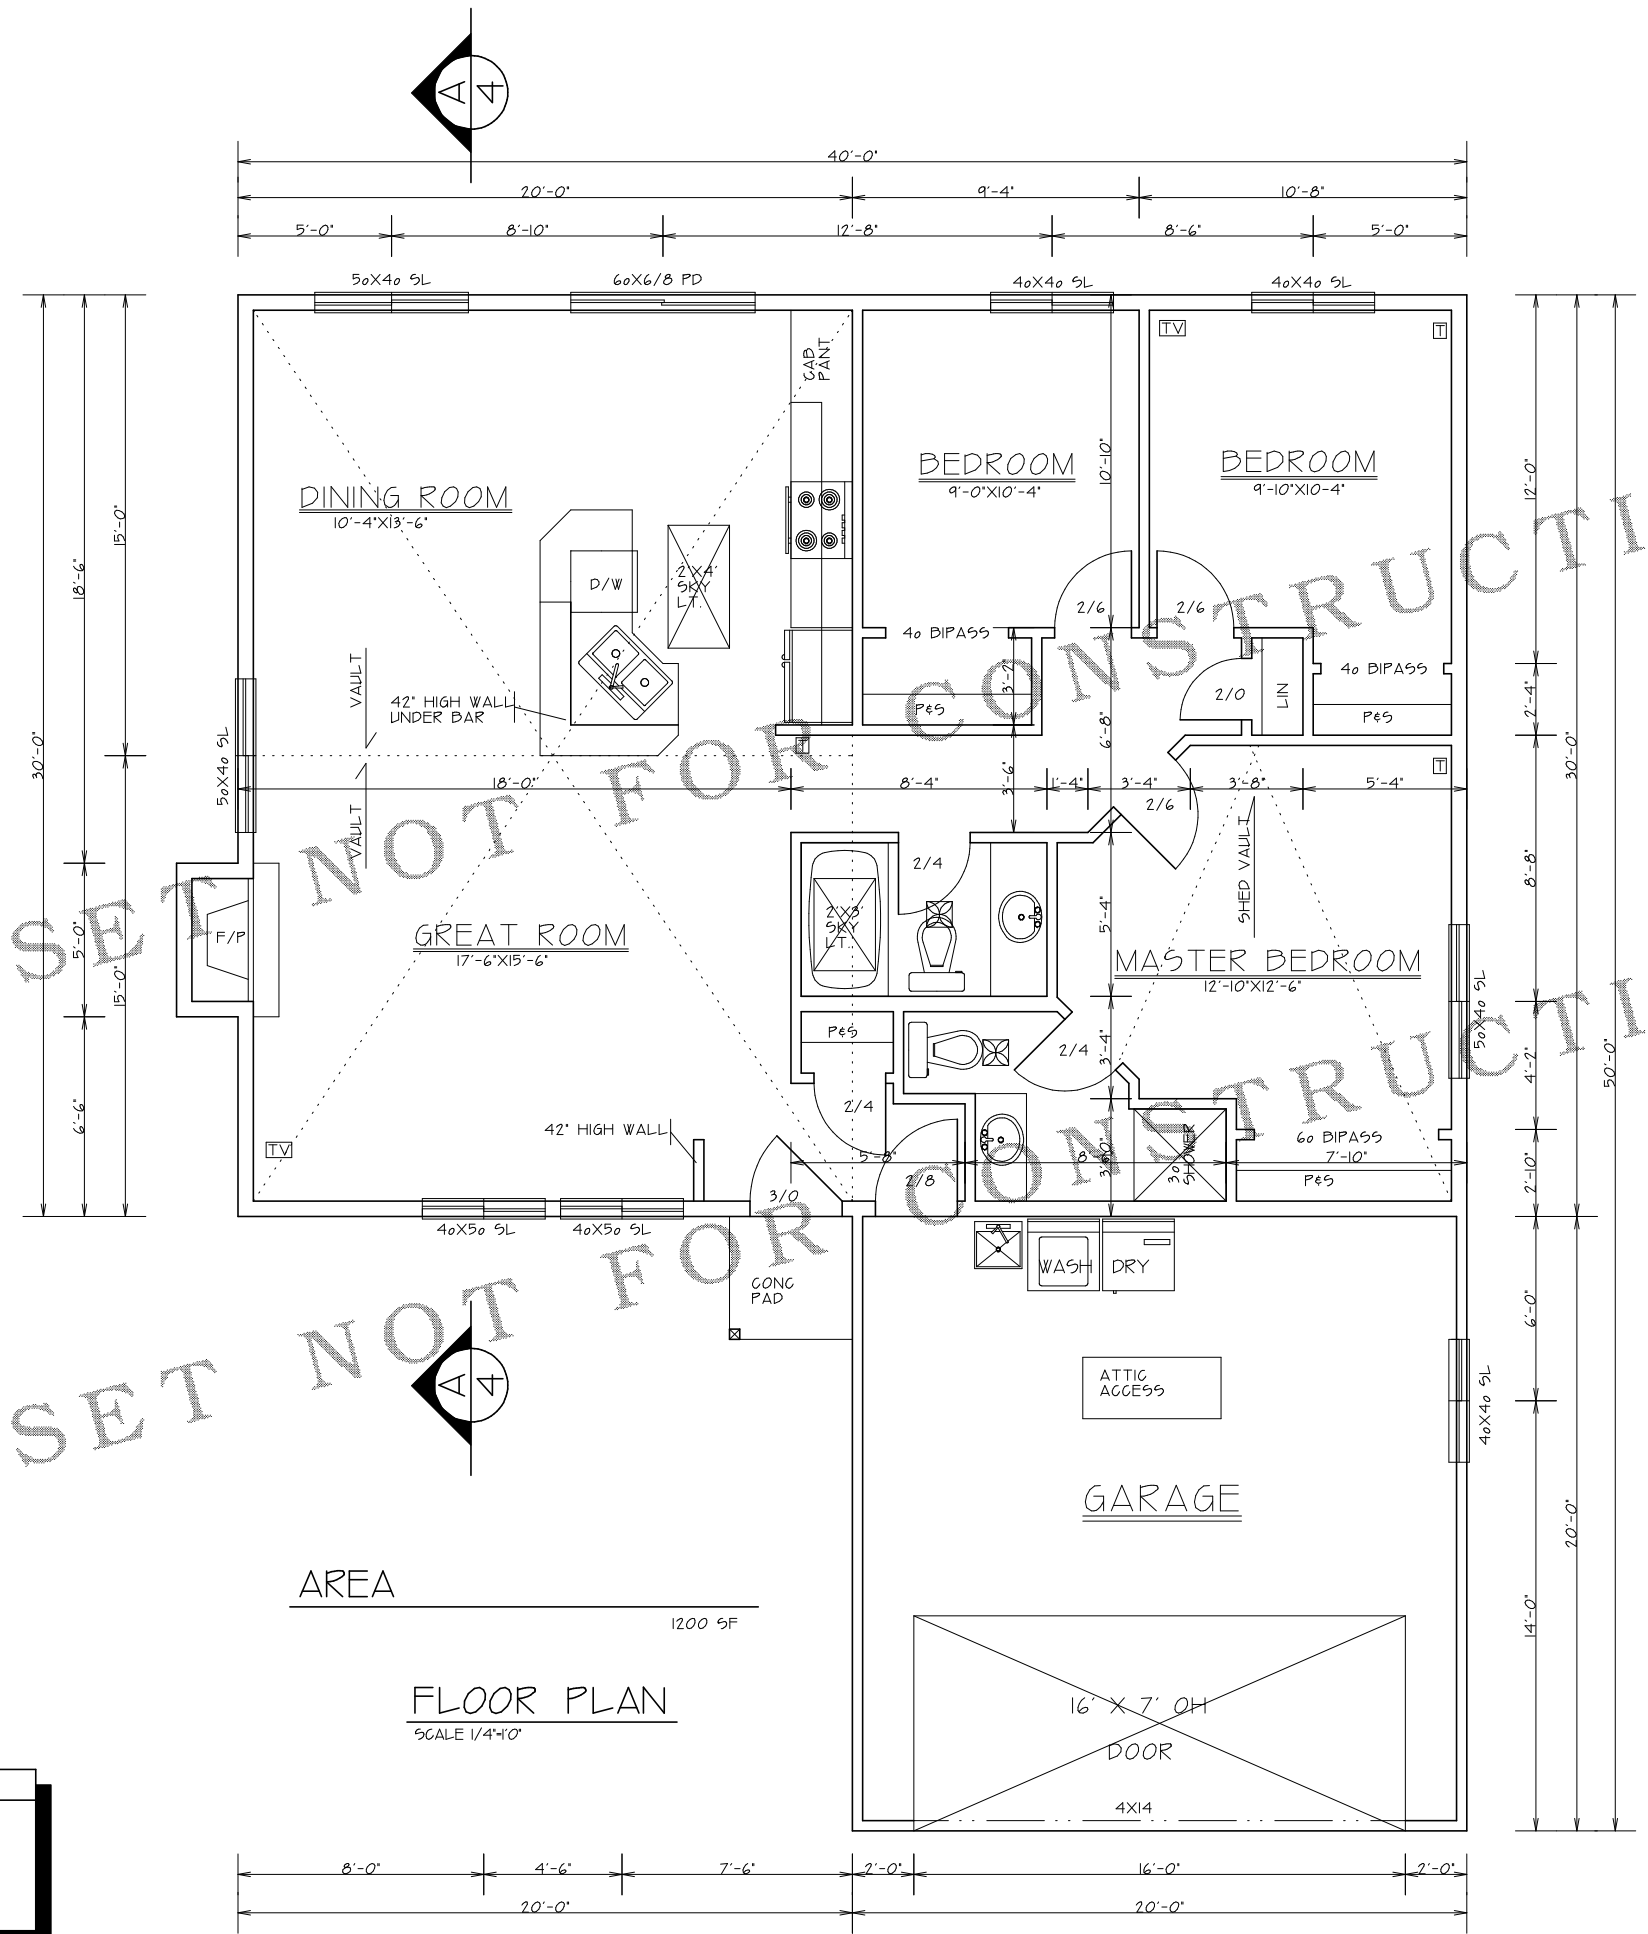 A
4
40'-0"
20'-0"
9'-4"
10'-8"
5'-0"
8'-10"
12'-8"
8'-6"
5'-0"
50X40 SL
60X6/8 PD
40X40 SL
40X40 SL
CAB
PANT
TV
T
DINING ROOM
10'-4"X13'-6"
BEDROOM
9'-0"X10'-4"
BEDROOM
9'-10"X10-4"
10'-10"
12'-0"
15'-0"
18'-6"
30'-0"
D/W
2'X4'
SKY
LT.
2/6
2/6
40 BIPASS
3'-2"
P&S
2/0
LIN
40 BIPASS
P&S
2'-4"
VAULT
42" HIGH WALL
UNDER BAR
6'-8"
T
T
50X40 SL
18'-0"
8'-4"
3'-6"
1'-4"
3'-4"
3'-8"
5'-4"
2/6
30'-0"
VAULT
SHED VAULT
8'-8"
2/4
2'X3'
SKY
LT.
5'-4"
F/P
5'-0"
15'-0"
GREAT ROOM
17'-6"X15'-6"
MASTER BEDROOM
12'-10"X12'-6"
50X40 SL
P&S
2/4
3'-4"
4'-2"
50'-0"
6'-6"
2/4
42" HIGH WALL
TV
60 BIPASS
5'-8"
7'-10"
30
SHOWER
2'-10"
3/0
2/8
P&S
40X50 SL
40X50 SL
CONC
PAD
WASH
DRY
6'-0"
A
4
ATTIC
ACCESS
40X40 SL
GARAGE
20'-0"
14'-0"
AREA
1200 SF
FLOOR PLAN
SCALE 1/4"=1'0"
16' X 7' OH
DOOR
4X14
8'-0"
4'-6"
7'-6"
2'-0"
16'-0"
2'-0"
20'-0"
20'-0"
SET NOT FOR CONSTRUCTI
SET NOT FOR CONSTRUCTI